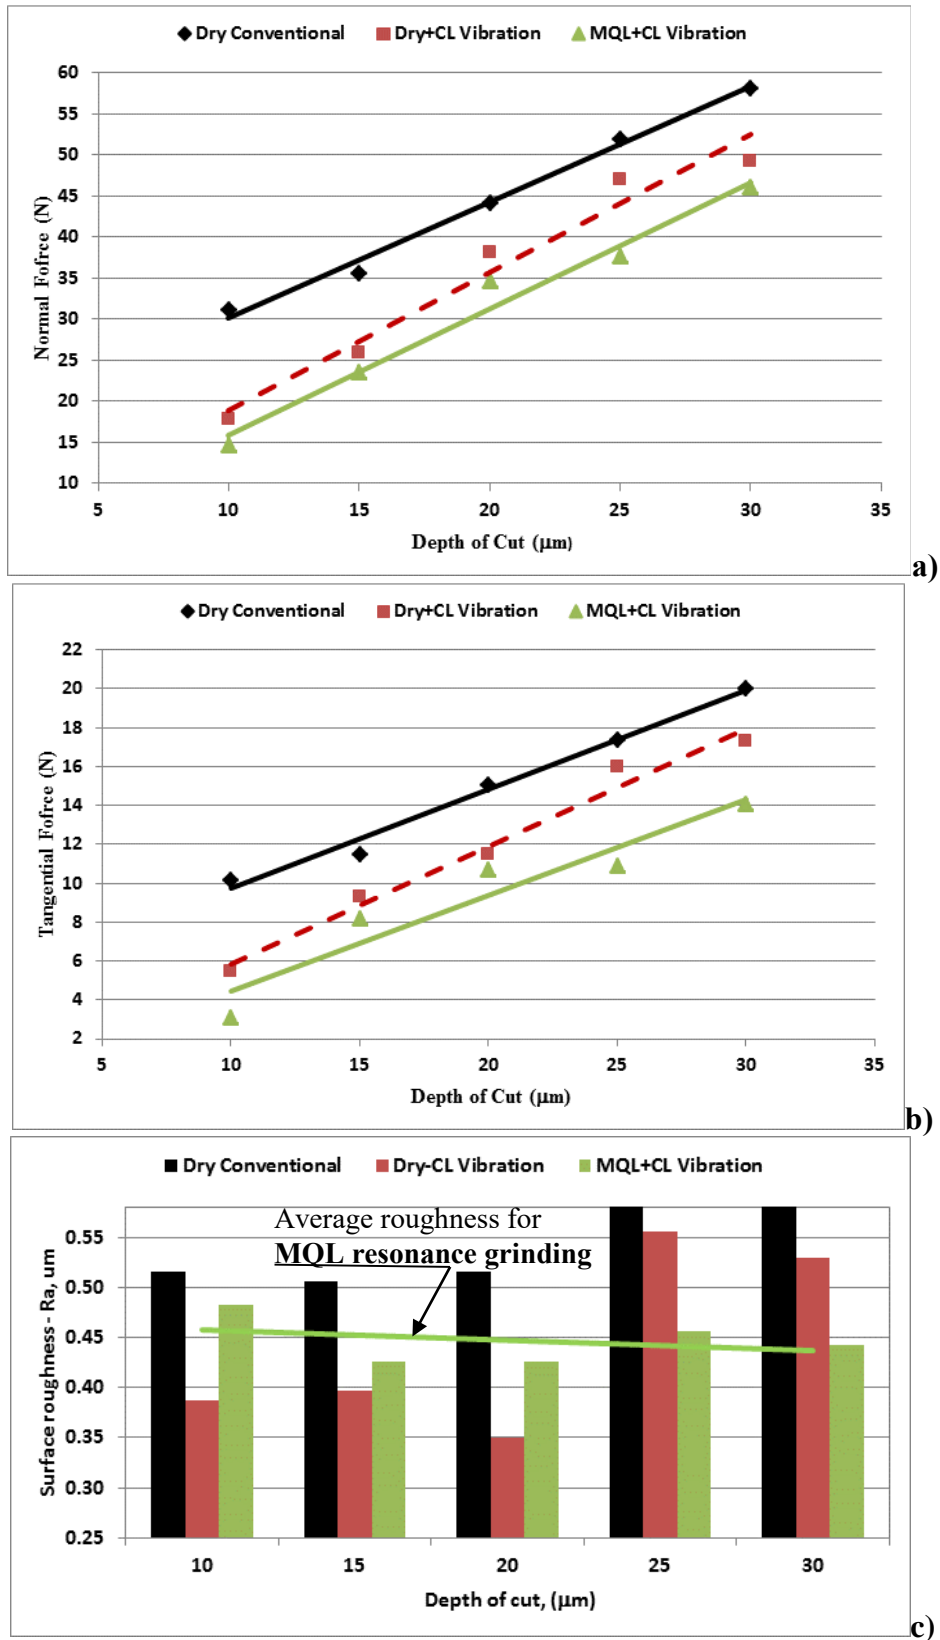 Dry Conventional Dry+CL Vibration MQL+CL Vibration
60
55
50
45
40
35
30
25
20
15
10
Normal Fofrce (N)
5 10 15 20 25 30 35
Depth of Cut (μm)
a)
Dry Conventional Dry+CL Vibration MQL+CL Vibration
22
20
18
16
14
12
10
8
6
4
2
Tangential Fofrce (N)
5 10 15 20 25 30 35
Depth of Cut (μm)
b)
Dry Conventional Dry-CL Vibration MQL+CL Vibration
Average roughness for
MQL resonance grinding
0.55
0.50
0.45
0.40
0.35
0.30
0.25
Surface roughness - Ra, um
10 15 20 25 30
Depth of cut, (μm)
c)